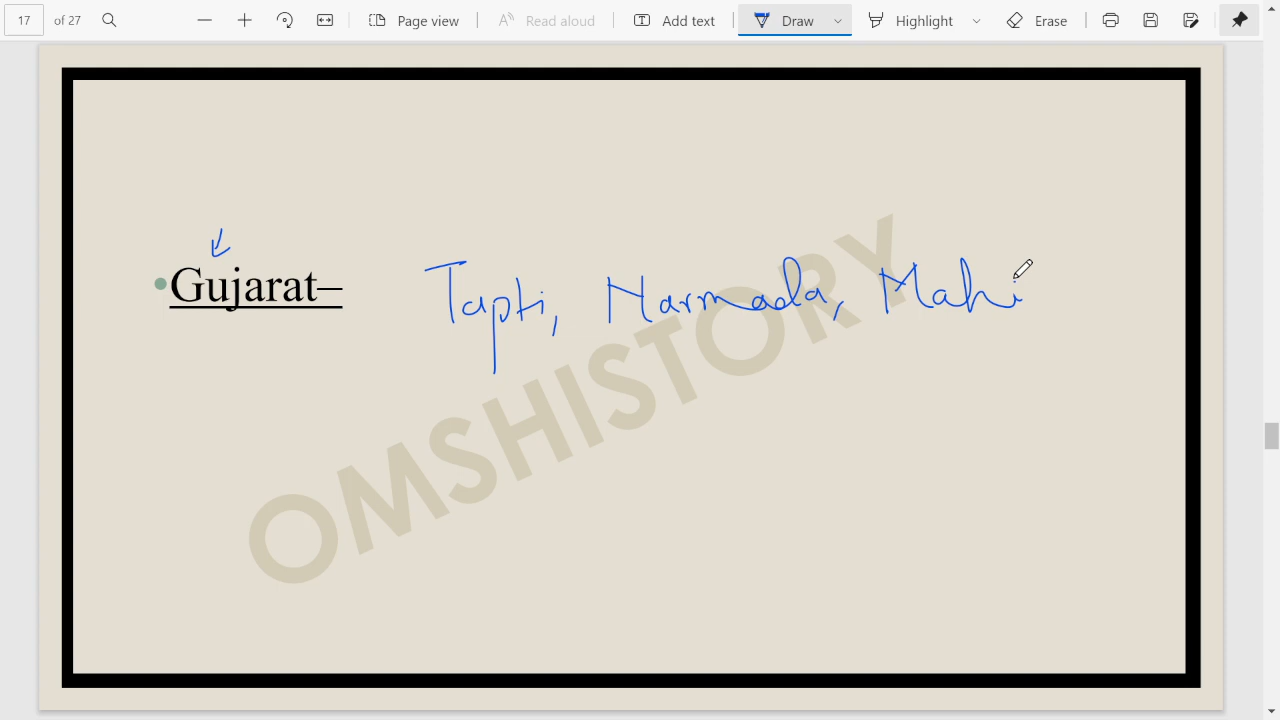 17 of 27 Page view Read aloud Add text Draw Highlight Erase
•Gujarat– Tapti, Narmada, Mahi
OMSHISTORY